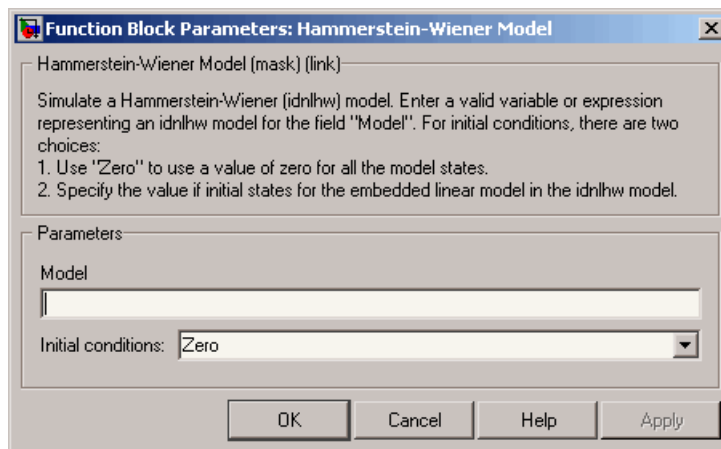 Function Block Parameters: Hammerstein-Wiener Model
Hammerstein-Wiener Model (mask) (link)
Simulate a Hammerstein-Wiener (idnlhw) model. Enter a valid variable or expression
representing an idnlhw model for the field "Model". For initial conditions, there are two
choices:
1. Use "Zero" to use a value of zero for all the model states.
2. Specify the value if initial states for the embedded linear model in the idnlhw model.
Parameters
Model
Initial conditions: Zero
OK Cancel Help Apply